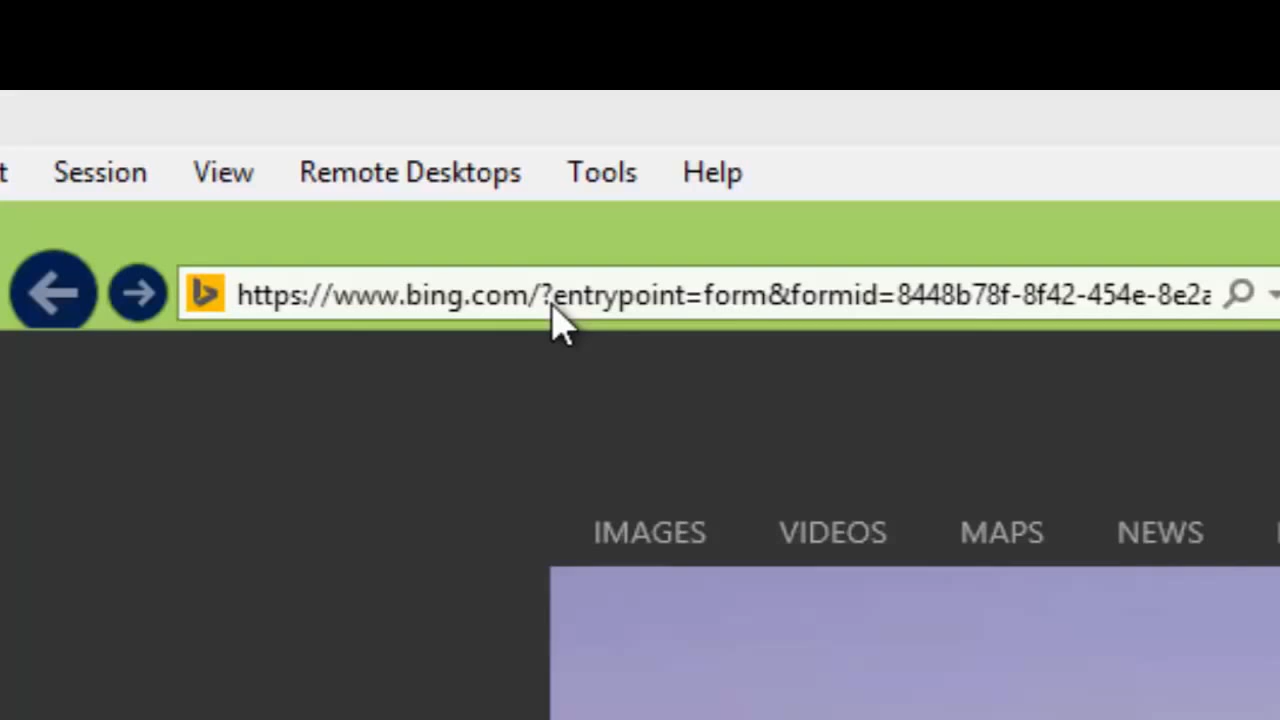 Session View Remote Desktops Tools Help
https://www.bing.com/?entrypoint=form&formid=8448b78f-8f42-454e-8e2a
IMAGES VIDEOS MAPS NEWS